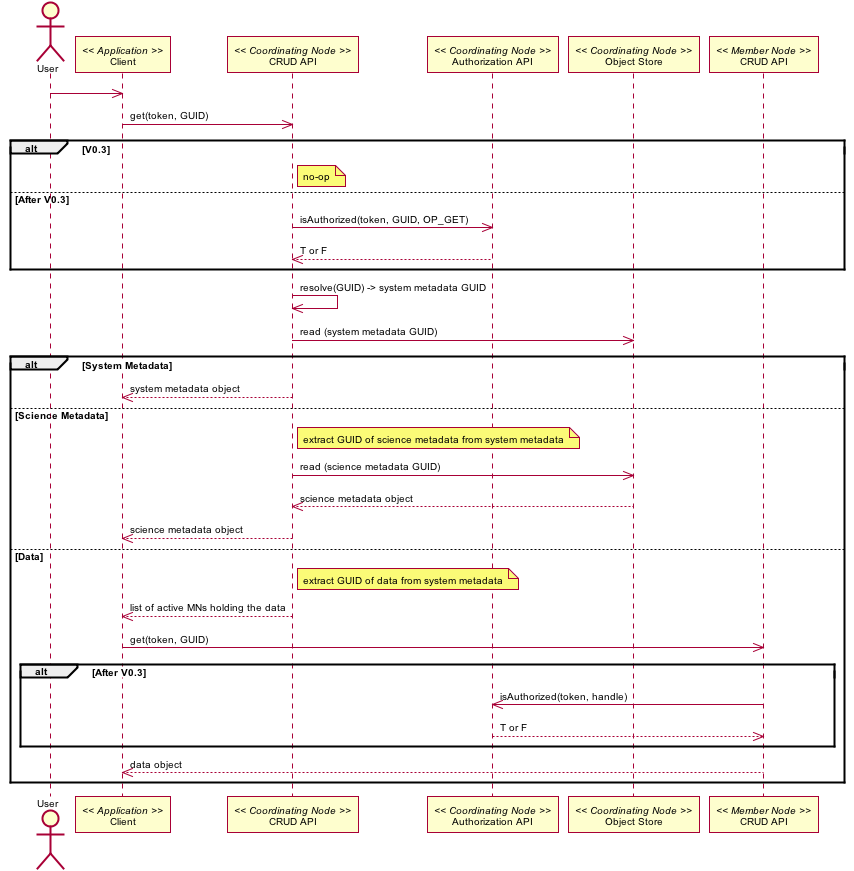 User
<< Application >>
Client
<< Coordinating Node >>
CRUD API
<< Coordinating Node >>
Authorization API
<< Coordinating Node >>
Object Store
<< Member Node >>
CRUD API
get(token, GUID)
alt
[V0.3]
no-op
[After V0.3]
isAuthorized(token, GUID, OP_GET)
T or F
resolve(GUID) -> system metadata GUID
read (system metadata GUID)
alt
[System Metadata]
system metadata object
[Science Metadata]
extract GUID of science metadata from system metadata
read (science metadata GUID)
science metadata object
science metadata object
[Data]
extract GUID of data from system metadata
list of active MNs holding the data
get(token, GUID)
alt
[After V0.3]
isAuthorized(token, handle)
T or F
data object
User
<< Application >>
Client
<< Coordinating Node >>
CRUD API
<< Coordinating Node >>
Authorization API
<< Coordinating Node >>
Object Store
<< Member Node >>
CRUD API